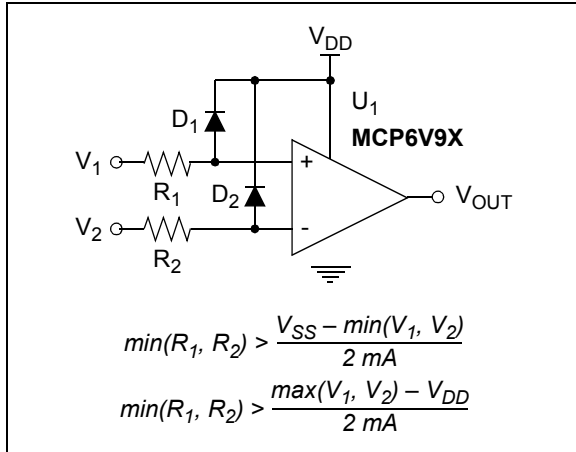 V_DD
D_1
U_1
MCP6V9X
V_1
R_1
+
D_2
V_OUT
V_2
R_2
-
min(R_1, R_2) > (V_SS – min(V_1, V_2)) / 2 mA
min(R_1, R_2) > (max(V_1, V_2) – V_DD) / 2 mA